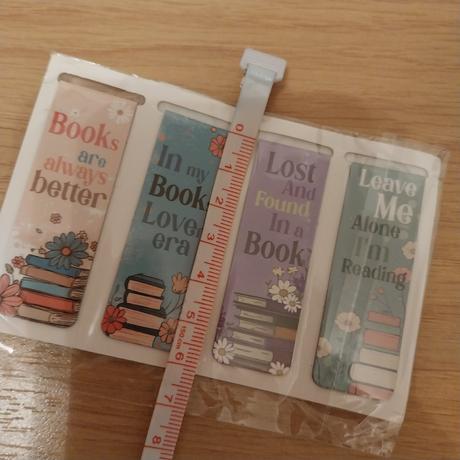 Books
are
always
better
In my
Book
Lover
era
Lost
And
Found
In a
Book
Leave
Me
Alone
I'm
Reading
0
1
2
3
4
5
150cm
6
7
8